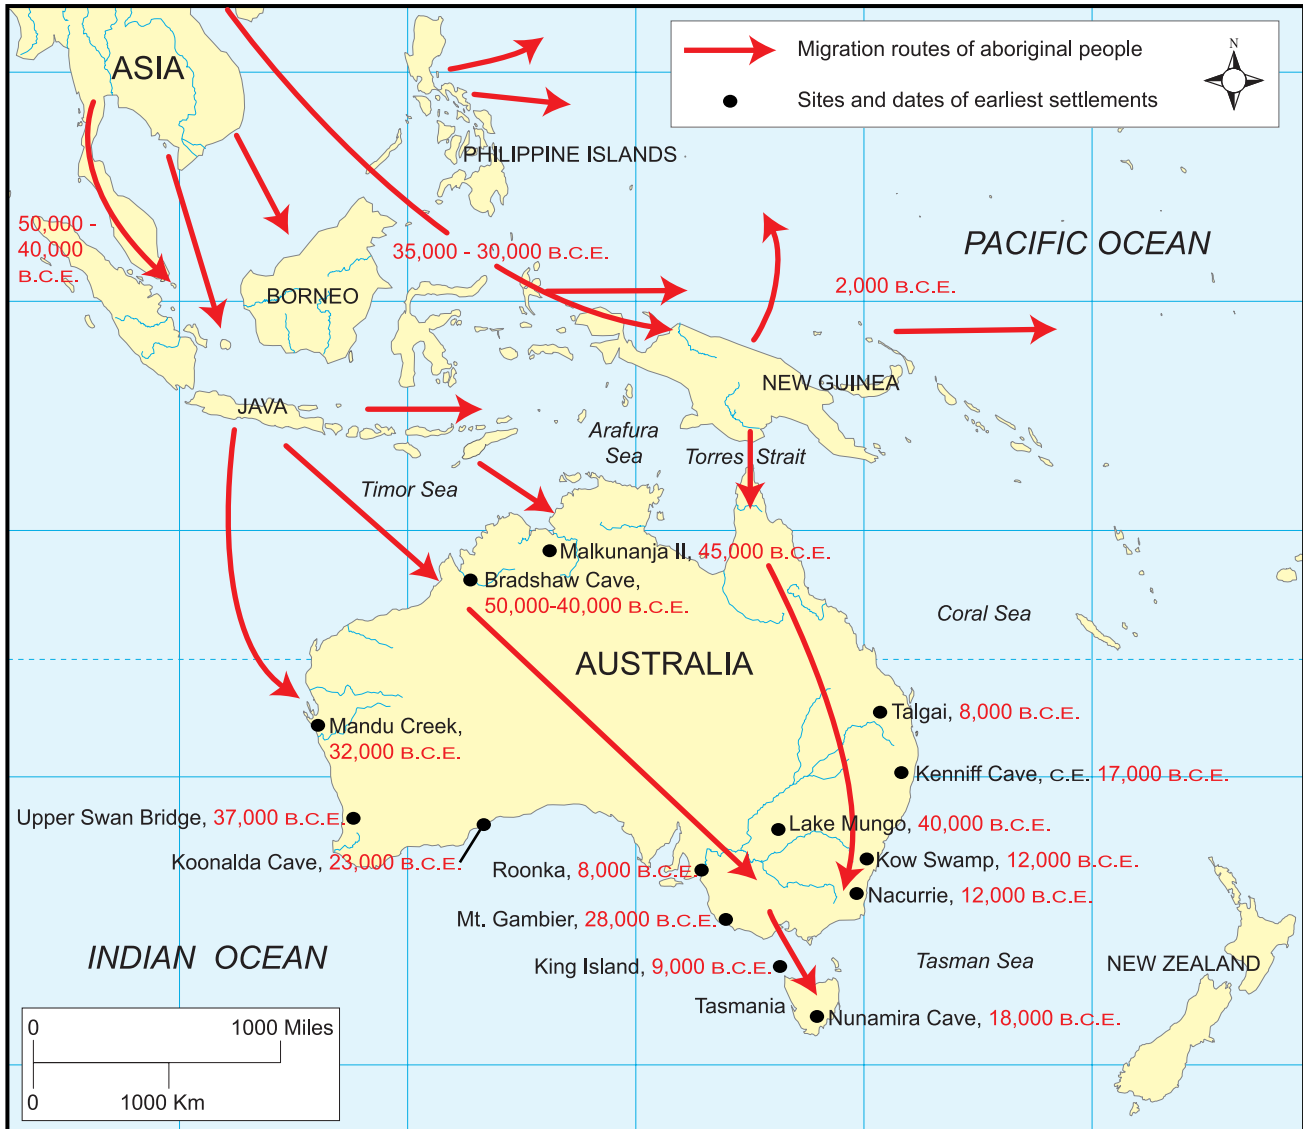 ASIA
Migration routes of aboriginal people
N
Sites and dates of earliest settlements
PHILIPPINE ISLANDS
50,000 -
40,000
B.C.E.
35,000 - 30,000 B.C.E.
PACIFIC OCEAN
BORNEO
2,000 B.C.E.
NEW GUINEA
JAVA
Arafura
Sea
Torres Strait
Timor Sea
Malkunanja II, 45,000 B.C.E.
Bradshaw Cave,
50,000-40,000 B.C.E.
Coral Sea
AUSTRALIA
Talgai, 8,000 B.C.E.
Mandu Creek,
32,000 B.C.E.
Kenniff Cave, C.E. 17,000 B.C.E.
Upper Swan Bridge, 37,000 B.C.E.
Lake Mungo, 40,000 B.C.E.
Koonalda Cave, 23,000 B.C.E.
Kow Swamp, 12,000 B.C.E.
Roonka, 8,000 B.C.E.
Nacurrie, 12,000 B.C.E.
Mt. Gambier, 28,000 B.C.E.
INDIAN OCEAN
King Island, 9,000 B.C.E.
Tasman Sea
NEW ZEALAND
Tasmania
Nunamira Cave, 18,000 B.C.E.
0 1000 Miles
0 1000 Km